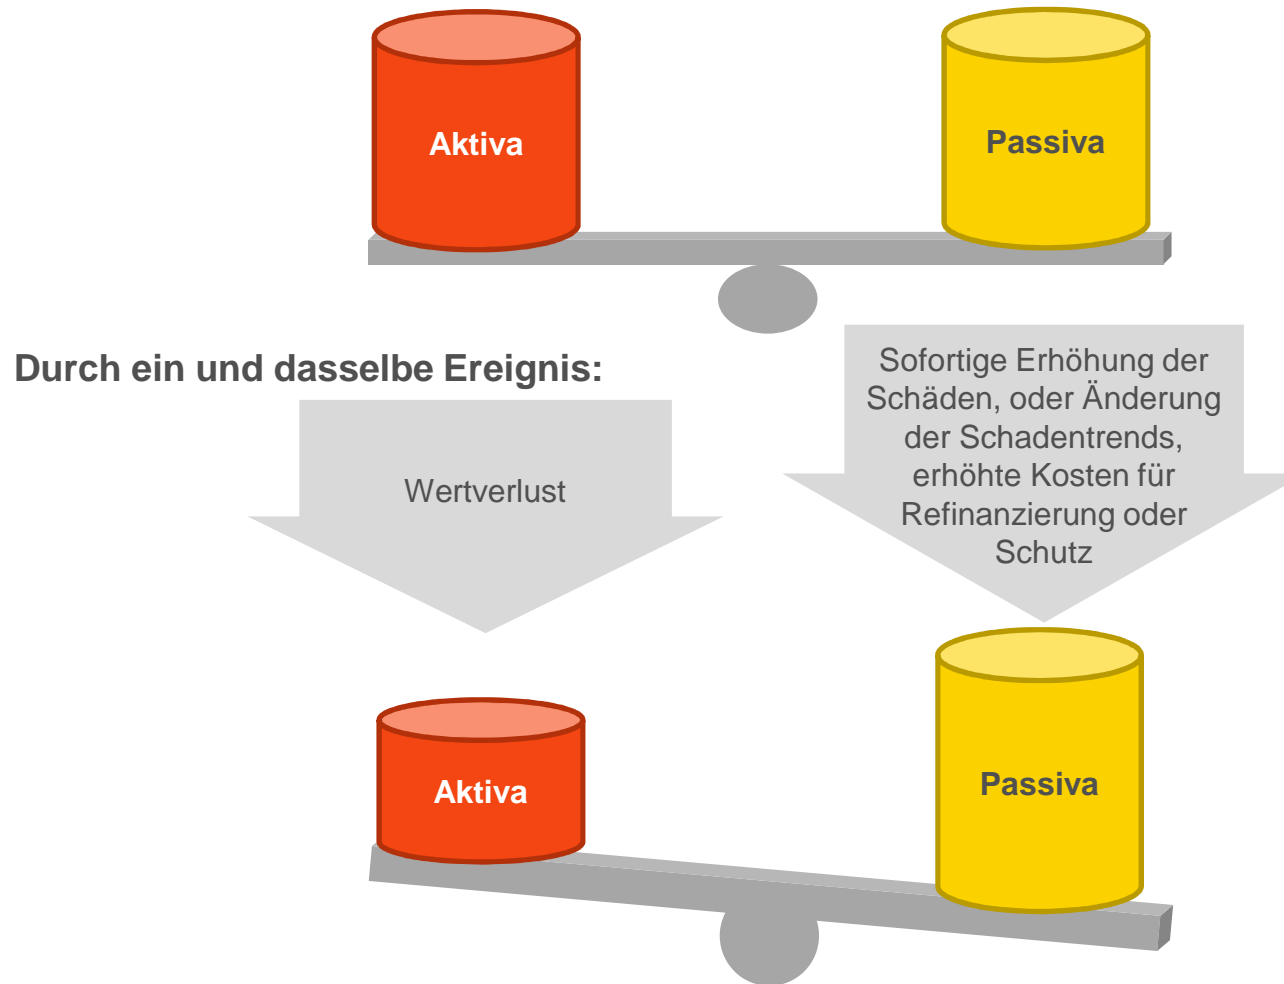 Aktiva
Passiva
Durch ein und dasselbe Ereignis:
Wertverlust
Sofortige Erhöhung der
Schäden, oder Änderung
der Schadentrends,
erhöhte Kosten für
Refinanzierung oder
Schutz
Aktiva
Passiva